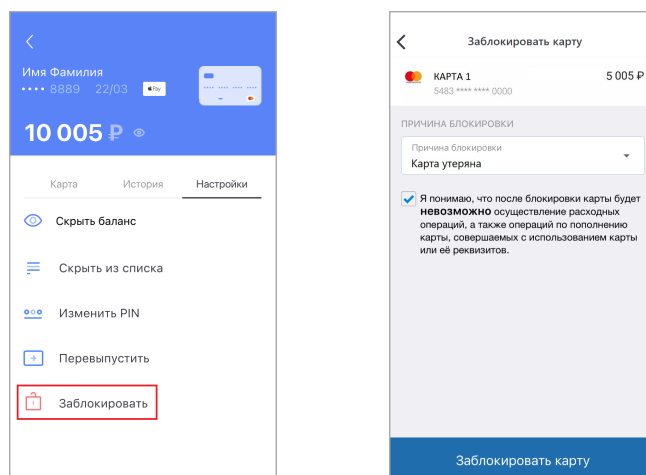 Имя Фамилия
•••• 8889 22/03 Pay
10 005 ₽
Карта История Настройки
Скрыть баланс
Скрыть из списка
Изменить PIN
Перевыпустить
Заблокировать
Заблокировать карту
КАРТА 1 5 005 ₽
5483 **** **** 0000
ПРИЧИНА БЛОКИРОВКИ
Причина блокировки
Карта утеряна
Я понимаю, что после блокировки карты будет
невозможно осуществление расходных
операций, а также операций по пополнению
карты, совершаемых с использованием карты
или её реквизитов.
Заблокировать карту